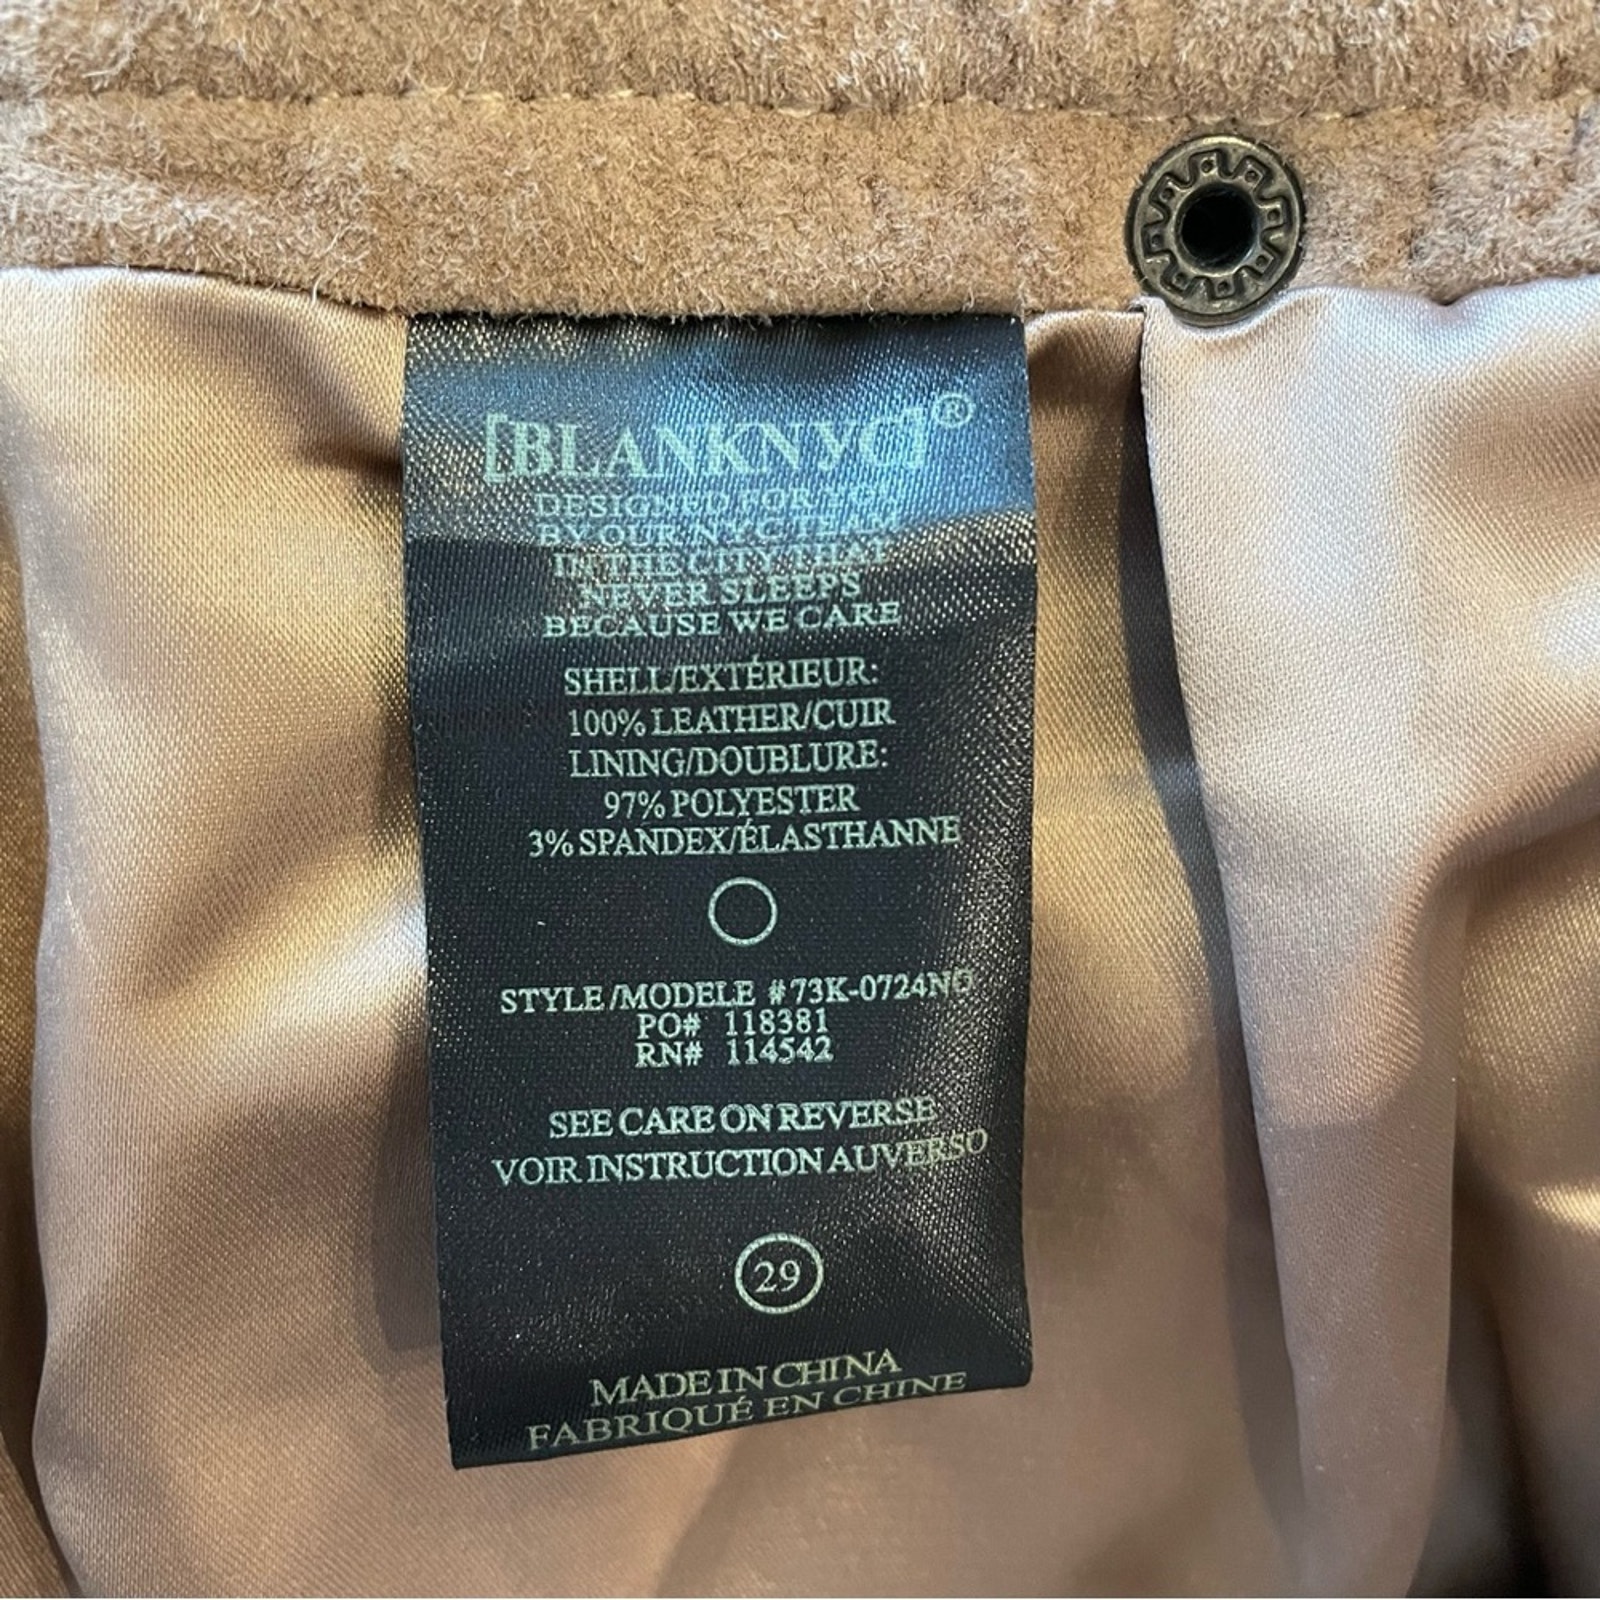 [BLANKNYC]®
DESIGNED FOR YOU
BY OUR NYC TEAM
IN THE CITY THAT
NEVER SLEEPS
BECAUSE WE CARE
SHELL/EXTÉRIEUR:
100% LEATHER/CUIR
LINING/DOUBLURE:
97% POLYESTER
3% SPANDEX/ÉLASTHANNE
STYLE/MODELE #73K-0724NO
PO# 118381
RN# 114542
SEE CARE ON REVERSE
VOIR INSTRUCTION AUVERSO
29
MADE IN CHINA
FABRIQUÉ EN CHINE